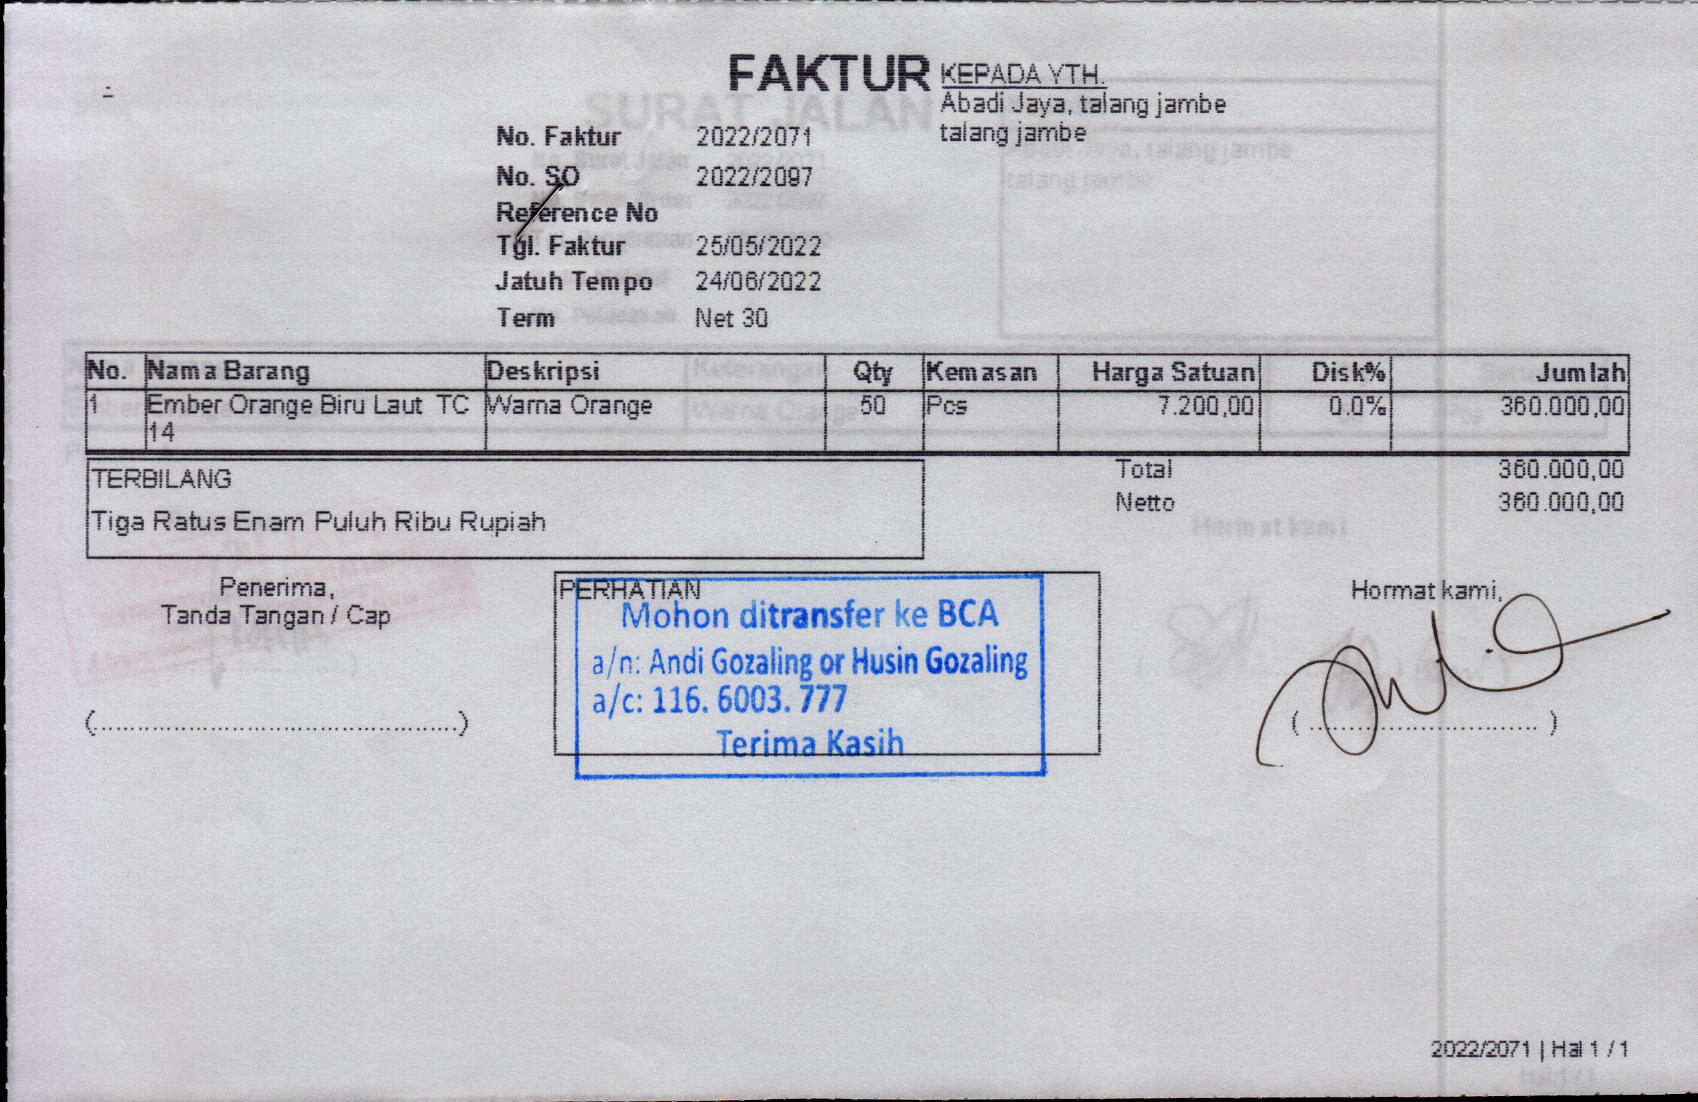 FAKTUR
KEPADA YTH.
Abadi Jaya, talang jambe
talang jambe
No. Faktur 2022/2071
No. SO 2022/2097
Reference No
Tgl. Faktur 25/05/2022
Jatuh Tempo 24/06/2022
Term Net 30
No. Nama Barang Deskripsi Qty Kemasan Harga Satuan Disk% Jumlah
1 Ember Orange Biru Laut TC Warna Orange 50 Pcs 7.200,00 0.0% 360.000,00
14
TERBILANG
Tiga Ratus Enam Puluh Ribu Rupiah
Total 360.000,00
Netto 360.000,00
Penerima,
Tanda Tangan / Cap
(..........................................)
PERHATIAN
Mohon ditransfer ke BCA
a/n: Andi Gozaling or Husin Gozaling
a/c: 116. 6003. 777
Terima Kasih
Hormat kami,
( ............................ )
2022/2071 | Hal 1 / 1
SURAT JALAN